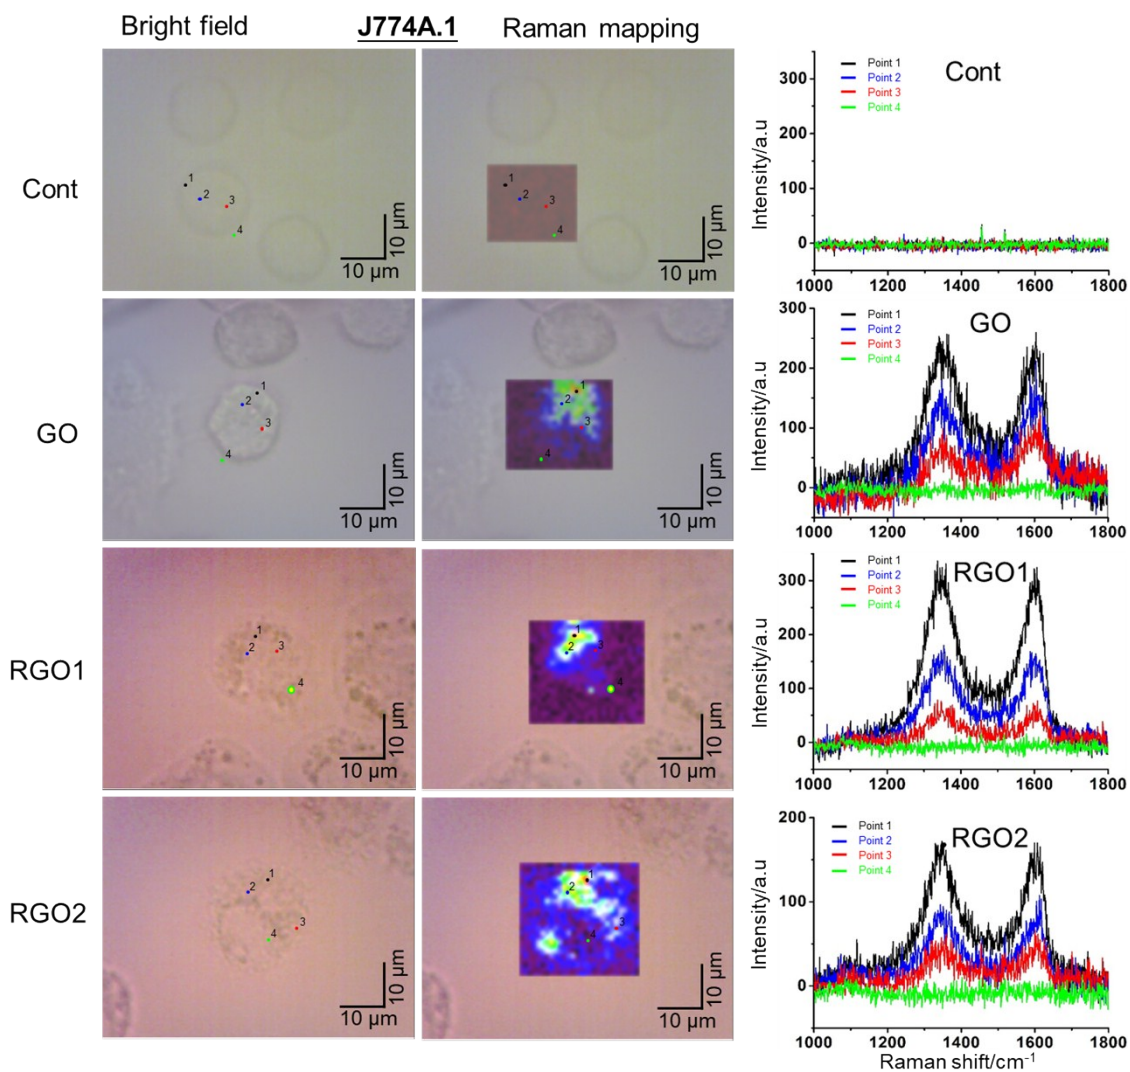 Bright field J774A.1 Raman mapping
Cont
1
2
3
4
10 µm
10 µm
1
2
3
4
10 µm
10 µm
Point 1
Point 2
Point 3
Point 4
Cont
Intensity/a.u
300
200
100
0
1000 1200 1400 1600 1800
GO
1
2
3
4
10 µm
10 µm
1
2
3
4
10 µm
10 µm
Point 1
Point 2
Point 3
Point 4
GO
Intensity/a.u
300
200
100
0
1000 1200 1400 1600 1800
RGO1
1
2
3
4
10 µm
10 µm
1
2
3
4
10 µm
10 µm
Point 1
Point 2
Point 3
Point 4
RGO1
Intensity/a.u
300
200
100
0
1000 1200 1400 1600 1800
RGO2
1
2
3
4
10 µm
10 µm
1
2
3
4
10 µm
10 µm
Point 1
Point 2
Point 3
Point 4
RGO2
Intensity/a.u
200
150
100
50
0
1000 1200 1400 1600 1800
Raman shift/cm⁻¹